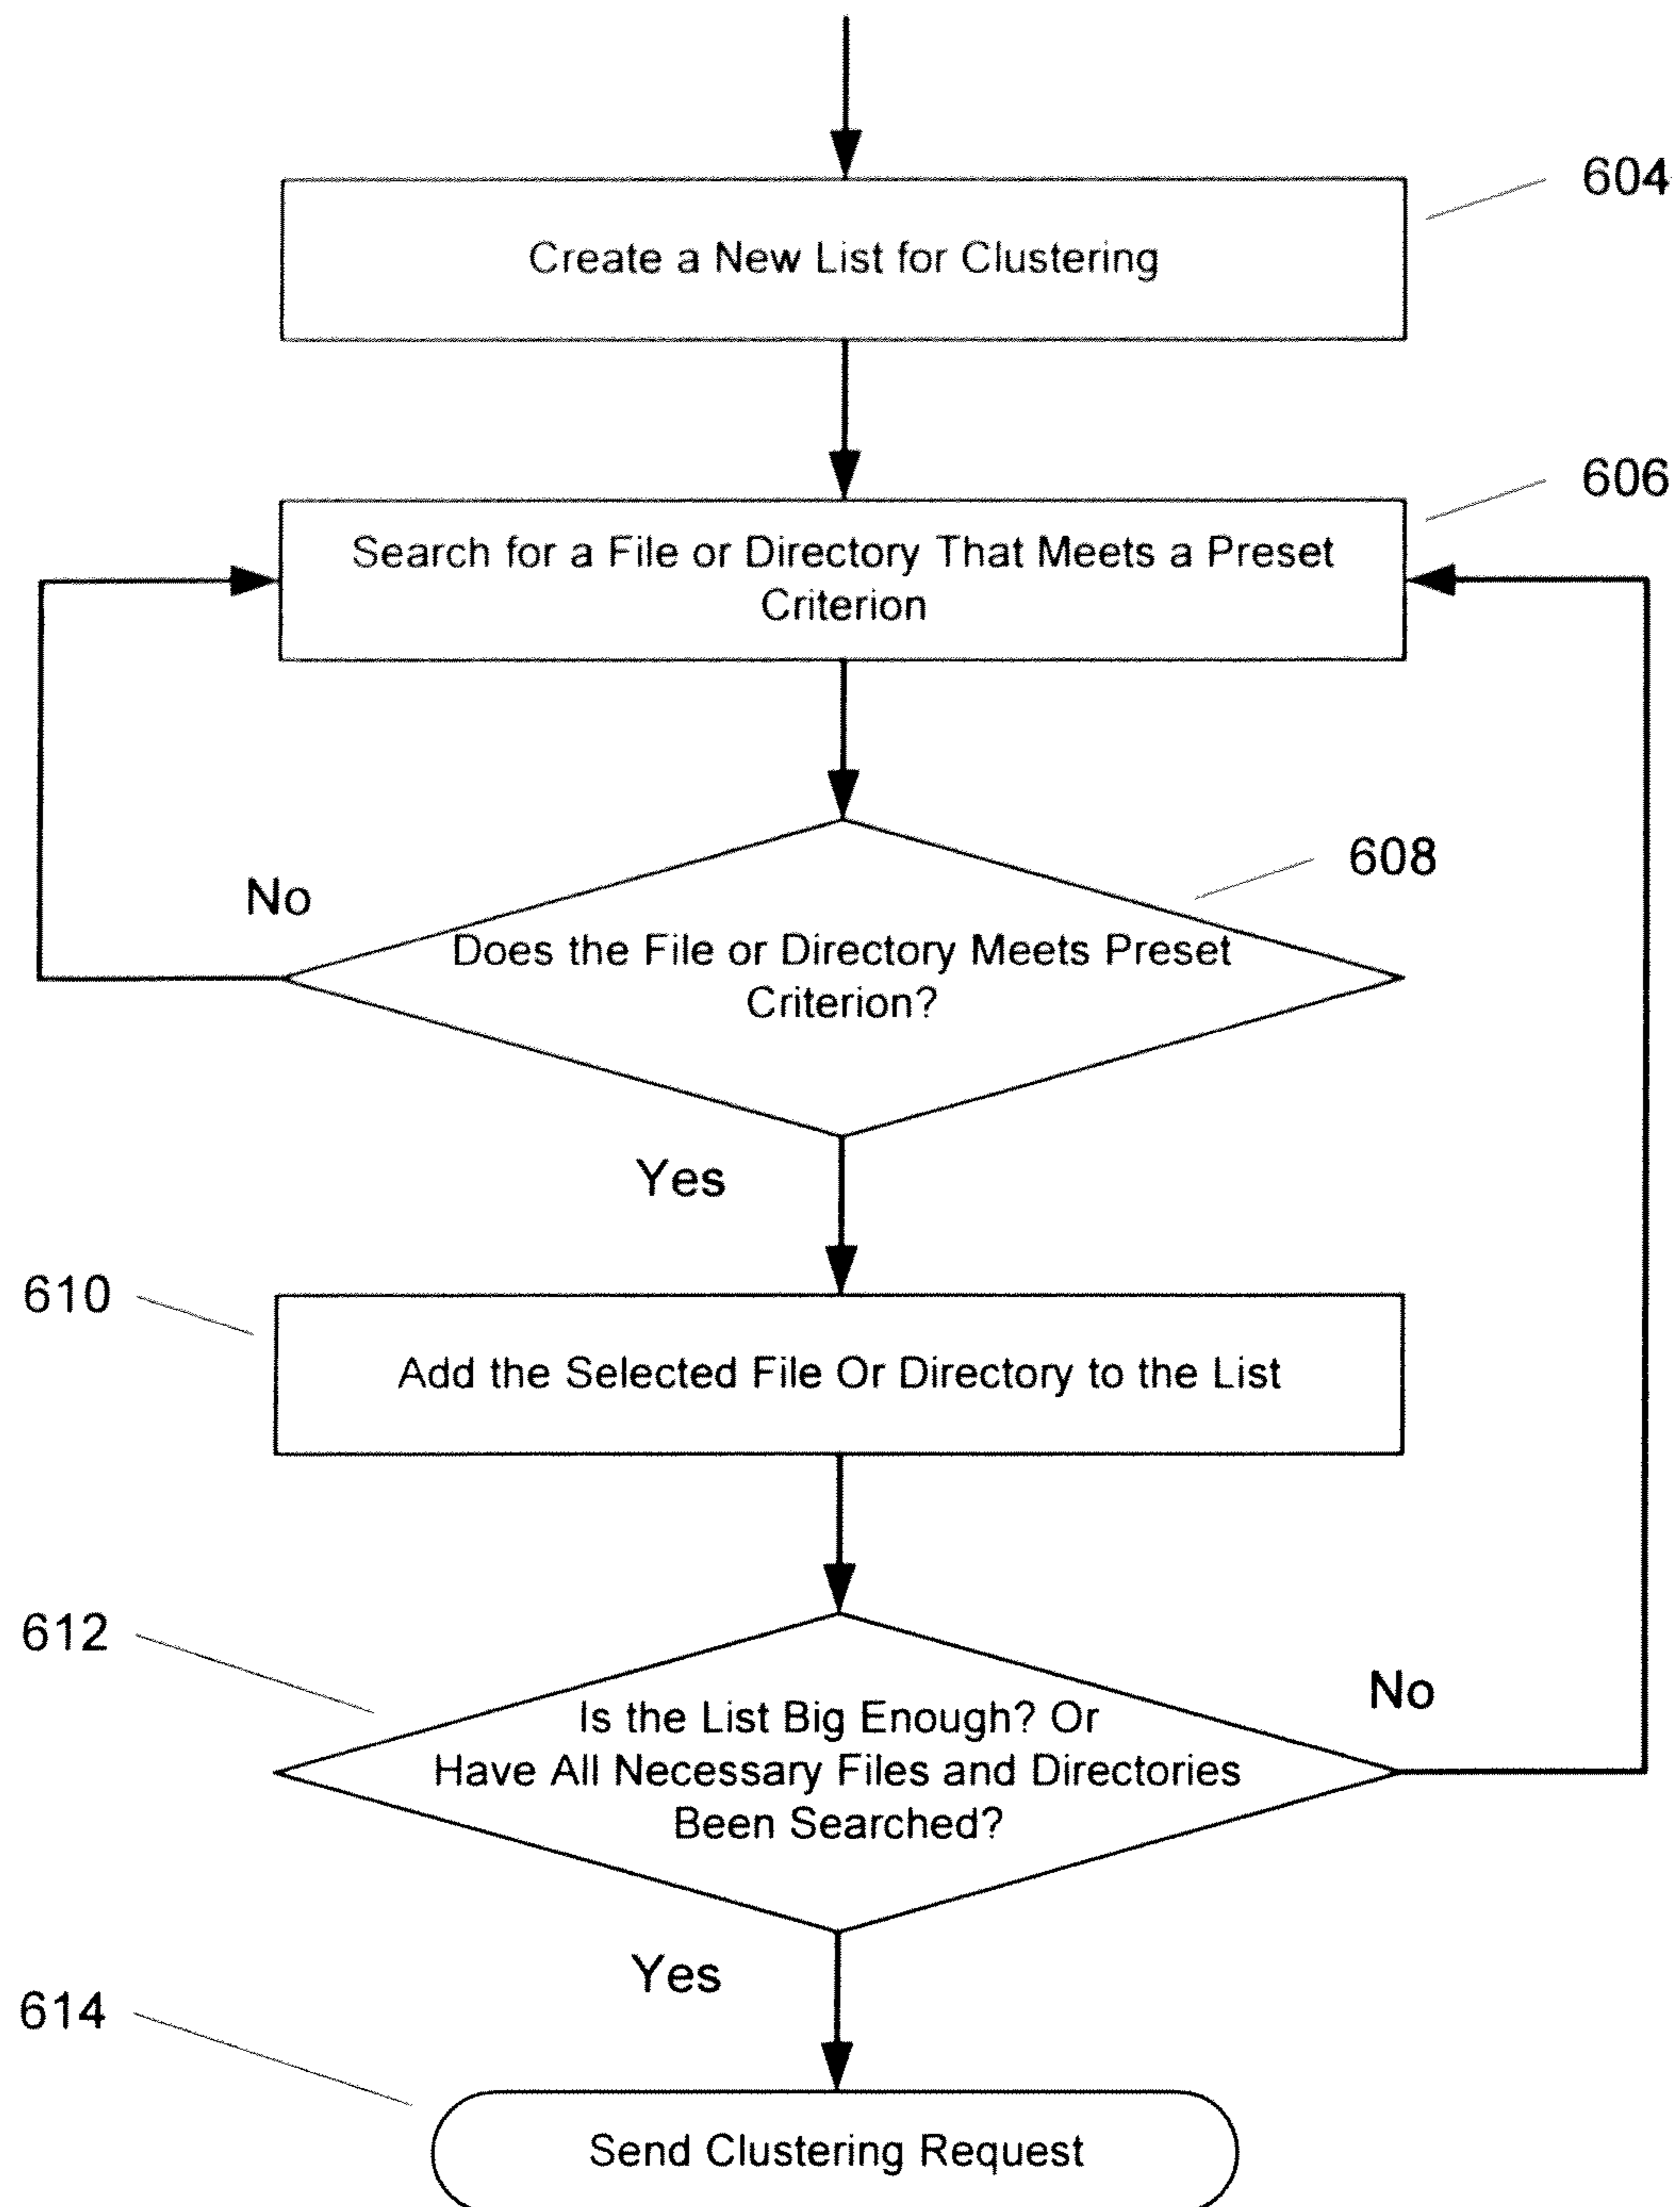 604
Create a New List for Clustering
606
Search for a File or Directory That Meets a Preset
Criterion
608
No
Does the File or Directory Meets Preset
Criterion?
Yes
610
Add the Selected File Or Directory to the List
612
No
Is the List Big Enough? Or
Have All Necessary Files and Directories
Been Searched?
Yes
614
Send Clustering Request